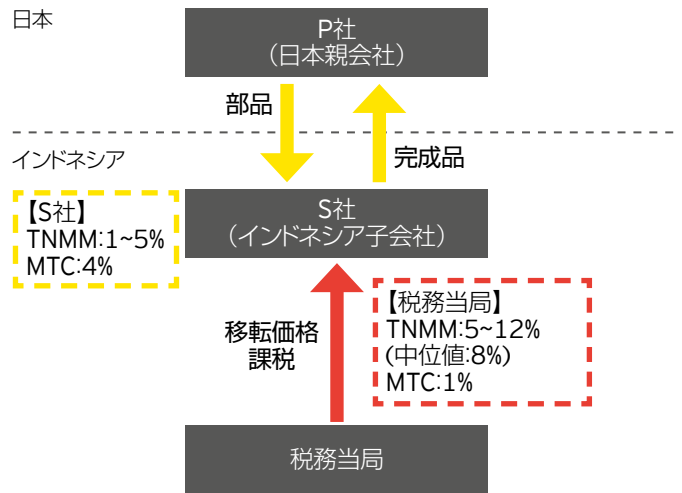 日本
P社
（日本親会社）
部品
完成品
インドネシア
【S社】
TNMM:1~5%
MTC:4%
S社
（インドネシア子会社）
移転価格
課税
【税務当局】
TNMM:5~12%
(中位値:8%)
MTC:1%
税務当局